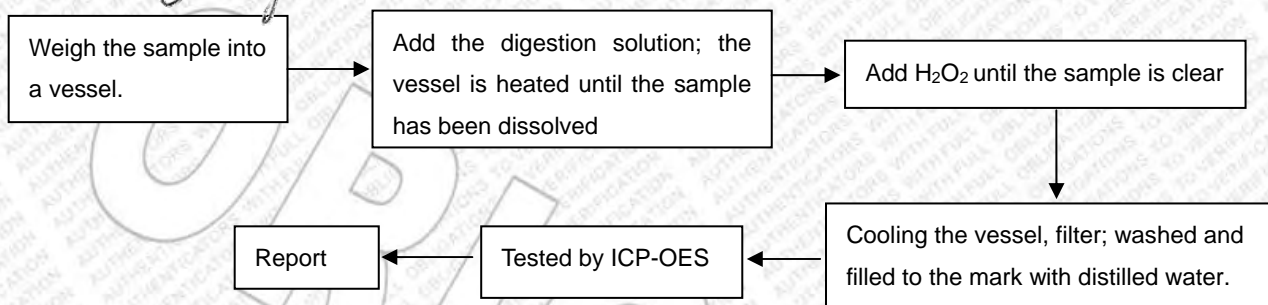 Weigh the sample into
a vessel.
Add the digestion solution; the
vessel is heated until the sample
has been dissolved
Add H₂O₂ until the sample is clear
Cooling the vessel, filter; washed and
filled to the mark with distilled water.
Tested by ICP-OES
Report